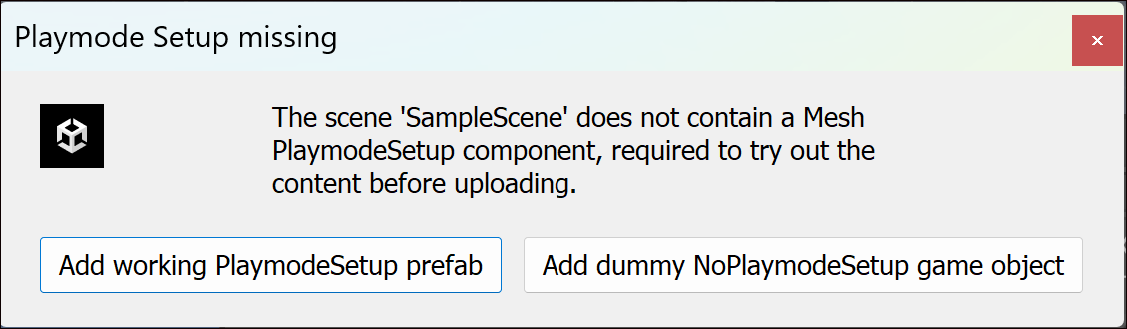 Playmode Setup missing
The scene 'SampleScene' does not contain a Mesh
PlaymodeSetup component, required to try out the
content before uploading.
Add working PlaymodeSetup prefab
Add dummy NoPlaymodeSetup game object